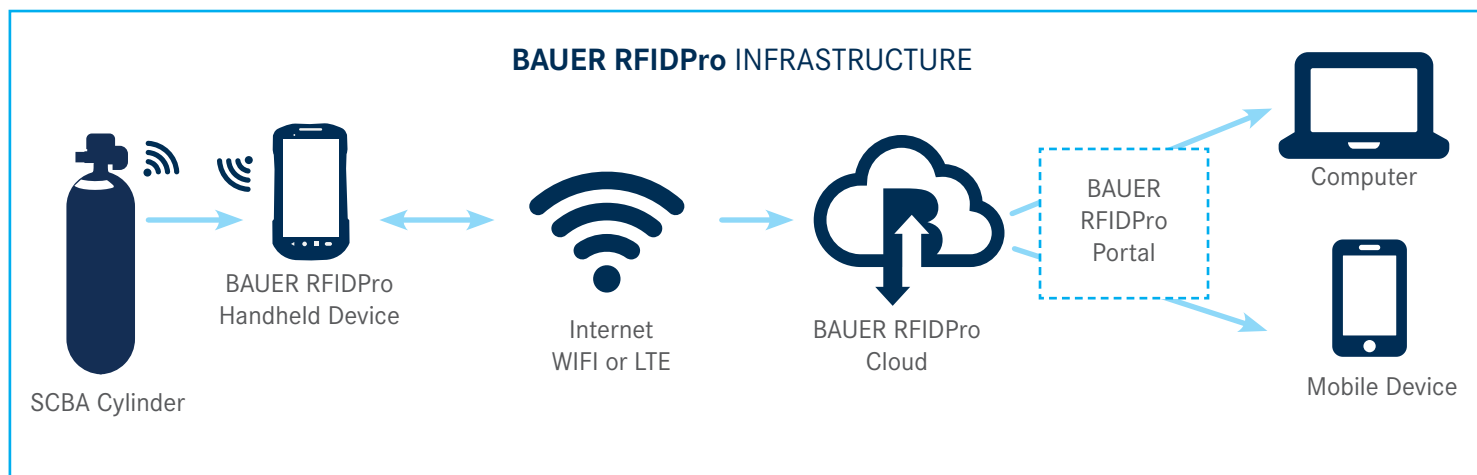 BAUER RFIDPro INFRASTRUCTURE
SCBA Cylinder
BAUER RFIDPro
Handheld Device
Internet
WIFI or LTE
B
BAUER RFIDPro
Cloud
BAUER
RFIDPro
Portal
Computer
Mobile Device